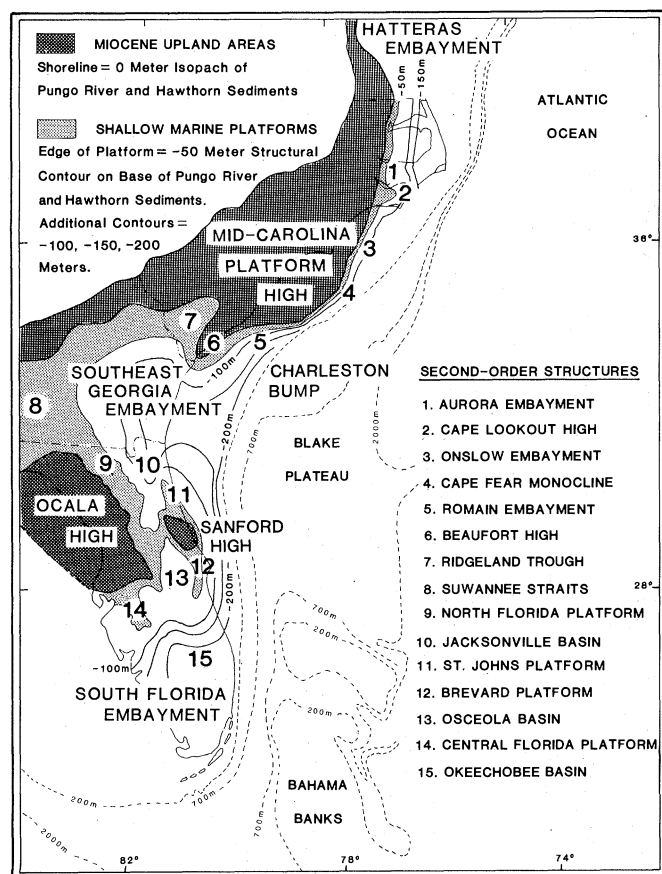 MIOCENE UPLAND AREAS
Shoreline = 0 Meter Isopach of
Pungo River and Hawthorn Sediments
SHALLOW MARINE PLATFORMS
Edge of Platform = -50 Meter Structural
Contour on Base of Pungo River
and Hawthorn Sediments.
Additional Contours =
-100, -150, -200
Meters.
HATTERAS
EMBAYMENT
-50m
-150m
ATLANTIC
OCEAN
1
2
3
4
36°
MID-CAROLINA
PLATFORM
HIGH
7
6
5
-100m
SOUTHEAST
GEORGIA
EMBAYMENT
CHARLESTON
BUMP
-200m
700m
2000m
BLAKE
PLATEAU
8
9
10
11
OCALA
HIGH
SANFORD
HIGH
12
13
14
-200m
28°
15
-100m
SOUTH FLORIDA
EMBAYMENT
SECOND-ORDER STRUCTURES
1. AURORA EMBAYMENT
2. CAPE LOOKOUT HIGH
3. ONSLOW EMBAYMENT
4. CAPE FEAR MONOCLINE
5. ROMAIN EMBAYMENT
6. BEAUFORT HIGH
7. RIDGELAND TROUGH
8. SUWANNEE STRAITS
9. NORTH FLORIDA PLATFORM
10. JACKSONVILLE BASIN
11. ST. JOHNS PLATFORM
12. BREVARD PLATFORM
13. OSCEOLA BASIN
14. CENTRAL FLORIDA PLATFORM
15. OKEECHOBEE BASIN
700m
200m
200m
BAHAMA
BANKS
200m
700m
700m
2000m
82°
78°
74°